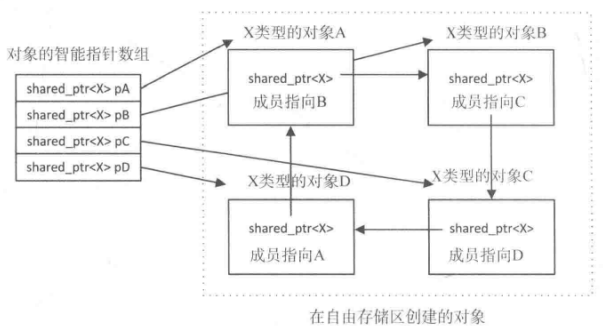 X类型的对象A
X类型的对象B
对象的智能指针数组
shared_ptr<X> pA
shared_ptr<X> pB
shared_ptr<X> pC
shared_ptr<X> pD
shared_ptr<X>
成员指向B
shared_ptr<X>
成员指向C
X类型的对象D
X类型的对象C
shared_ptr<X>
成员指向A
shared_ptr<X>
成员指向D
在自由存储区创建的对象